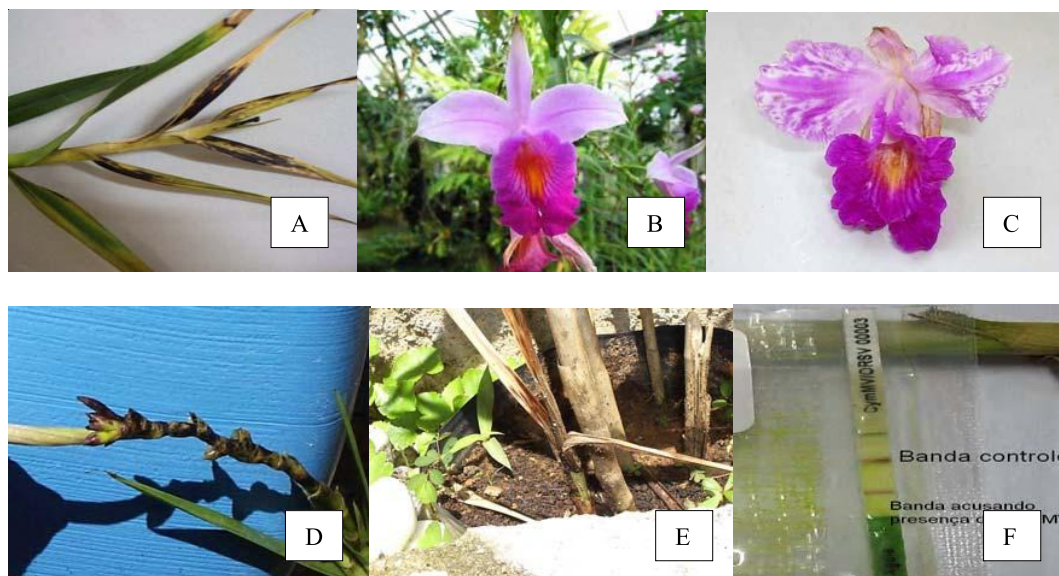 A
B
C
D
E
CymMV/ORSV 00003
Banda controle
Banda acusando
presença
F